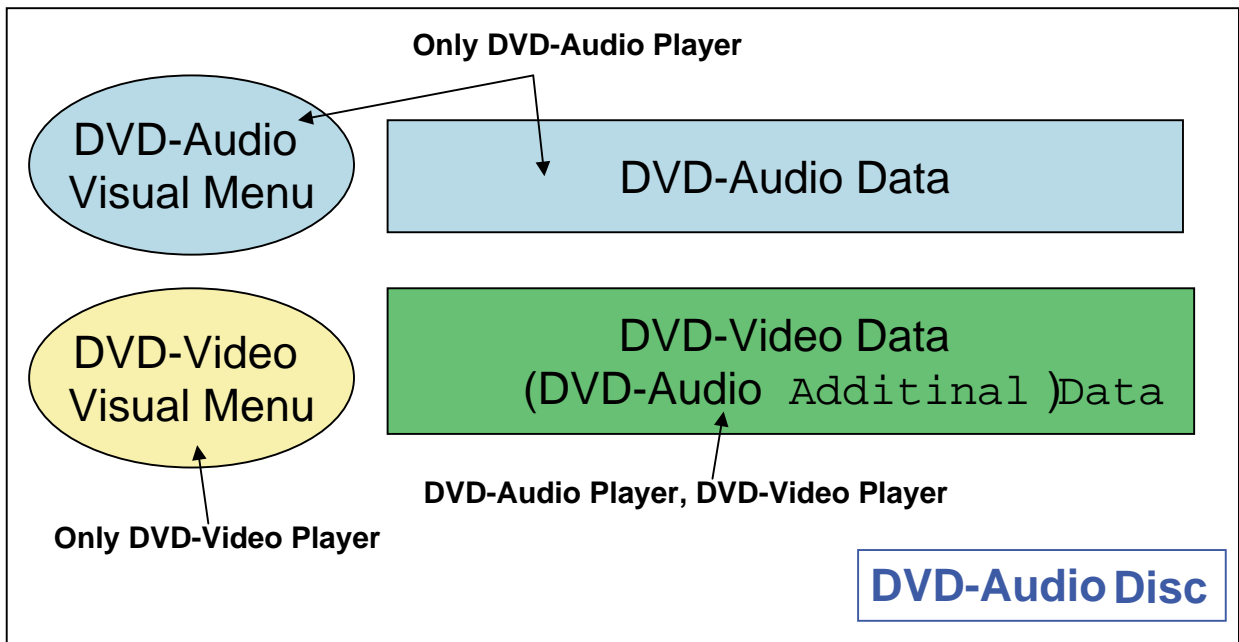 Only DVD-Audio Player
DVD-Audio
Visual Menu
DVD-Audio Data
DVD-Video
Visual Menu
DVD-Video Data
(DVD-Audio Additinal )Data
DVD-Audio Player, DVD-Video Player
Only DVD-Video Player
DVD-Audio Disc